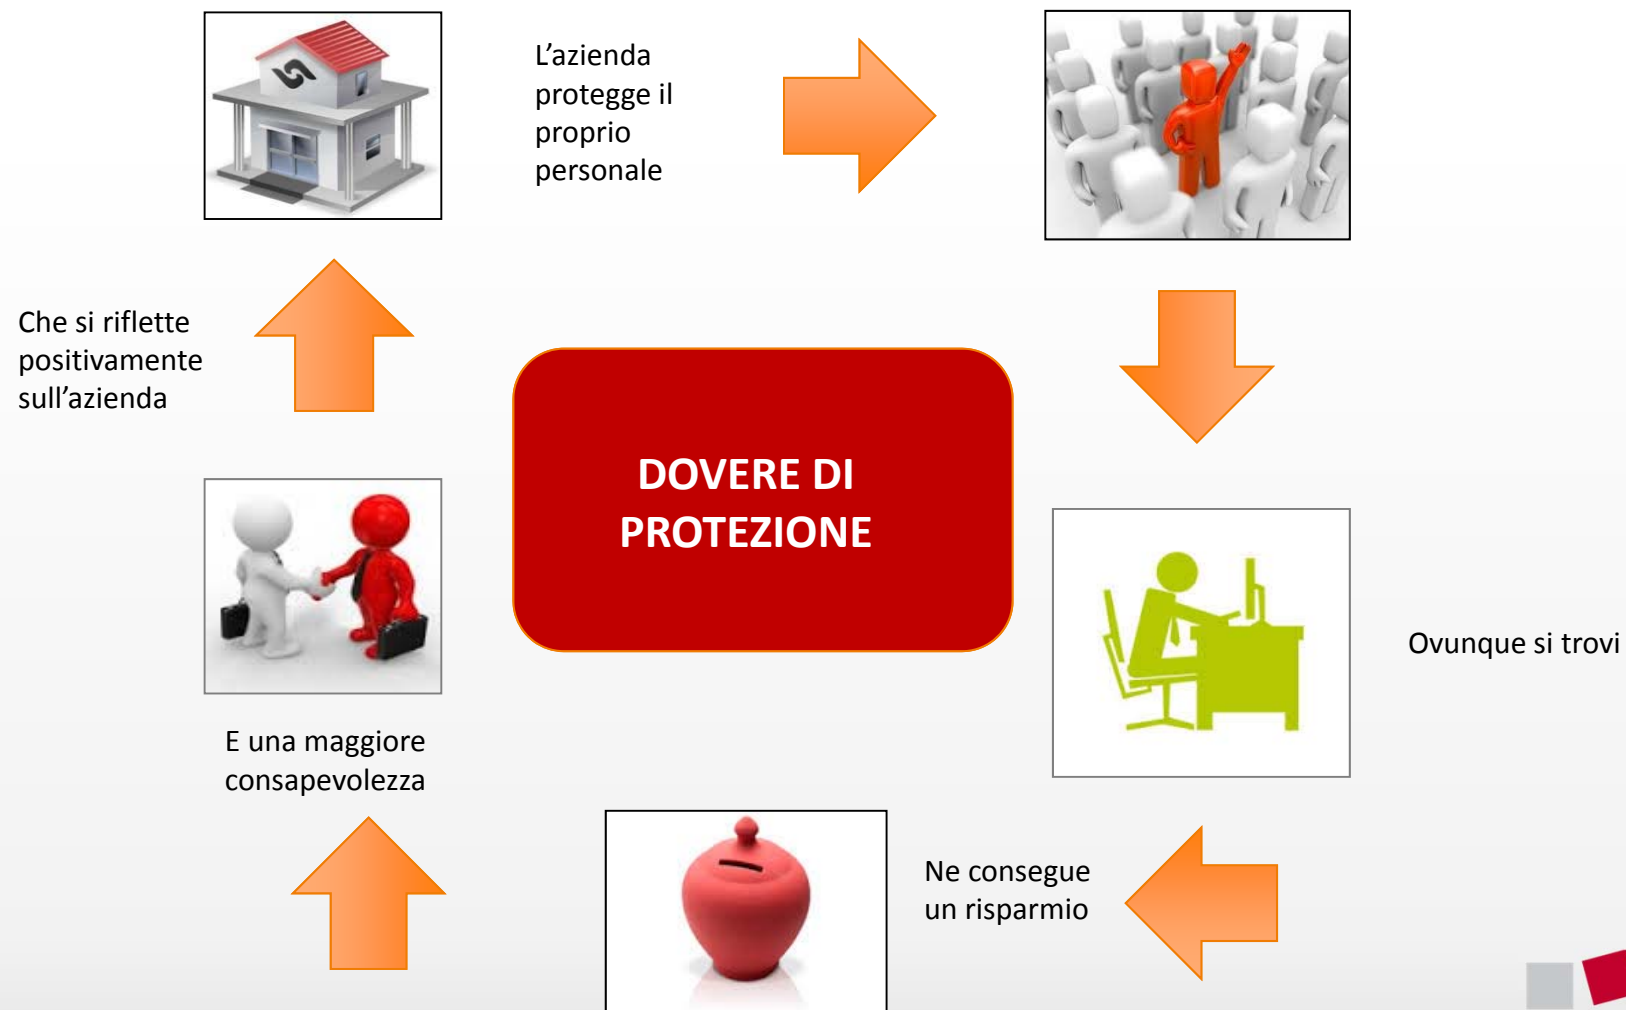 L’azienda
protegge il
proprio
personale
Che si riflette
positivamente
sull’azienda
DOVERE DI
PROTEZIONE
Ovunque si trovi
E una maggiore
consapevolezza
Ne consegue
un risparmio